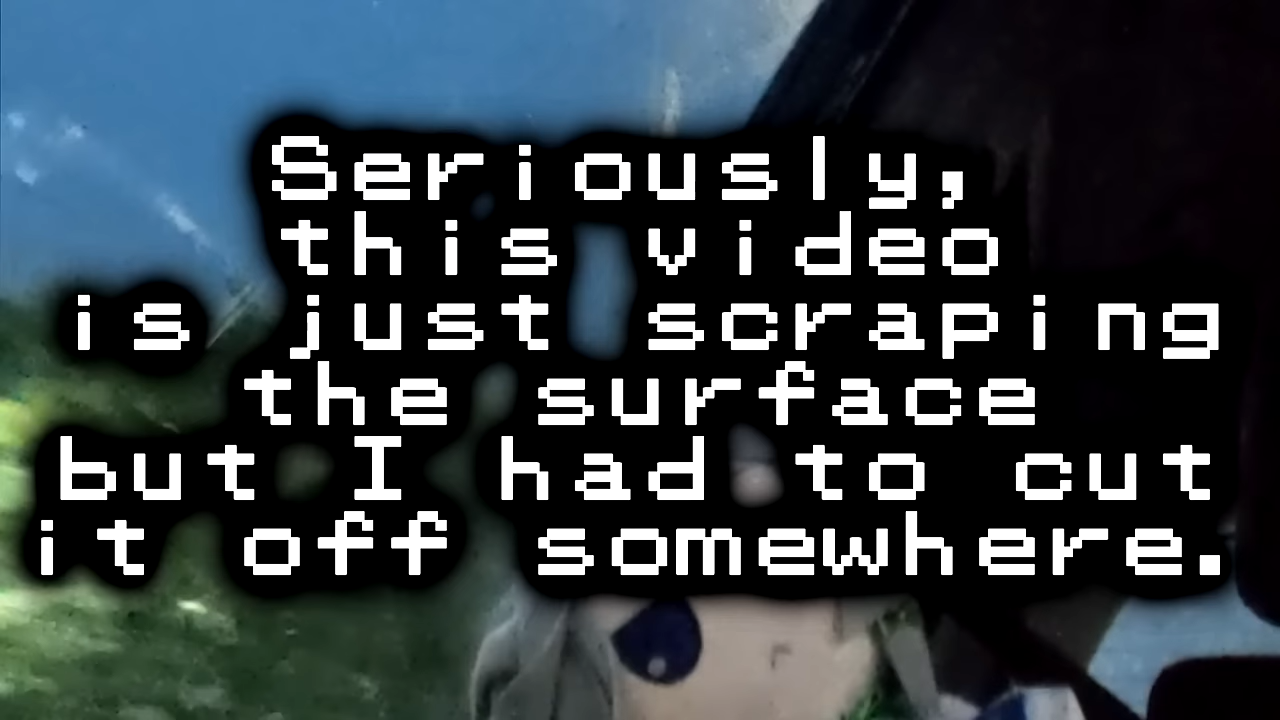 Seriously,
this video
is just scraping
the surface
but I had to cut
it off somewhere.